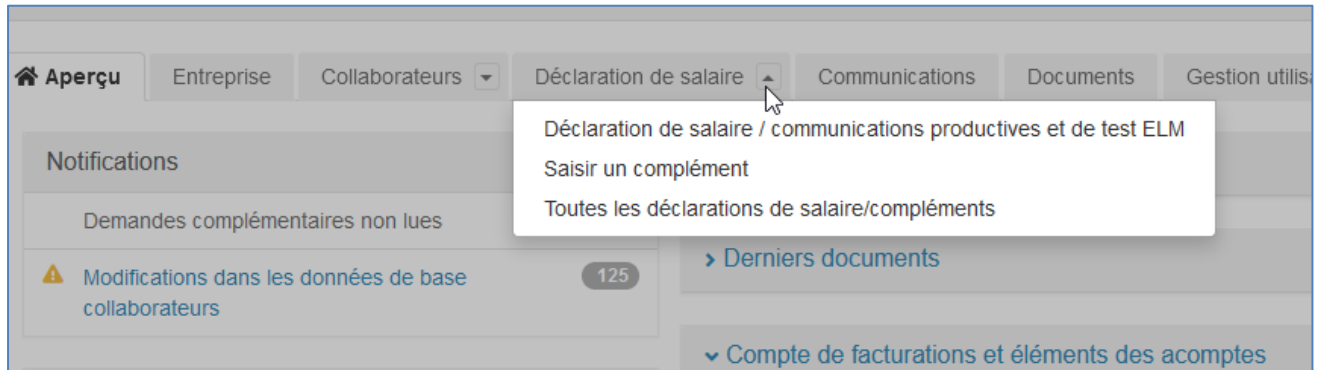 Aperçu Entreprise Collaborateurs Déclaration de salaire Communications Documents Gestion utilisa
Déclaration de salaire / communications productives et de test ELM
Saisir un complément
Toutes les déclarations de salaire/compléments
Notifications
Demandes complémentaires non lues
Modifications dans les données de base 125
collaborateurs
Derniers documents
Compte de facturations et éléments des acomptes